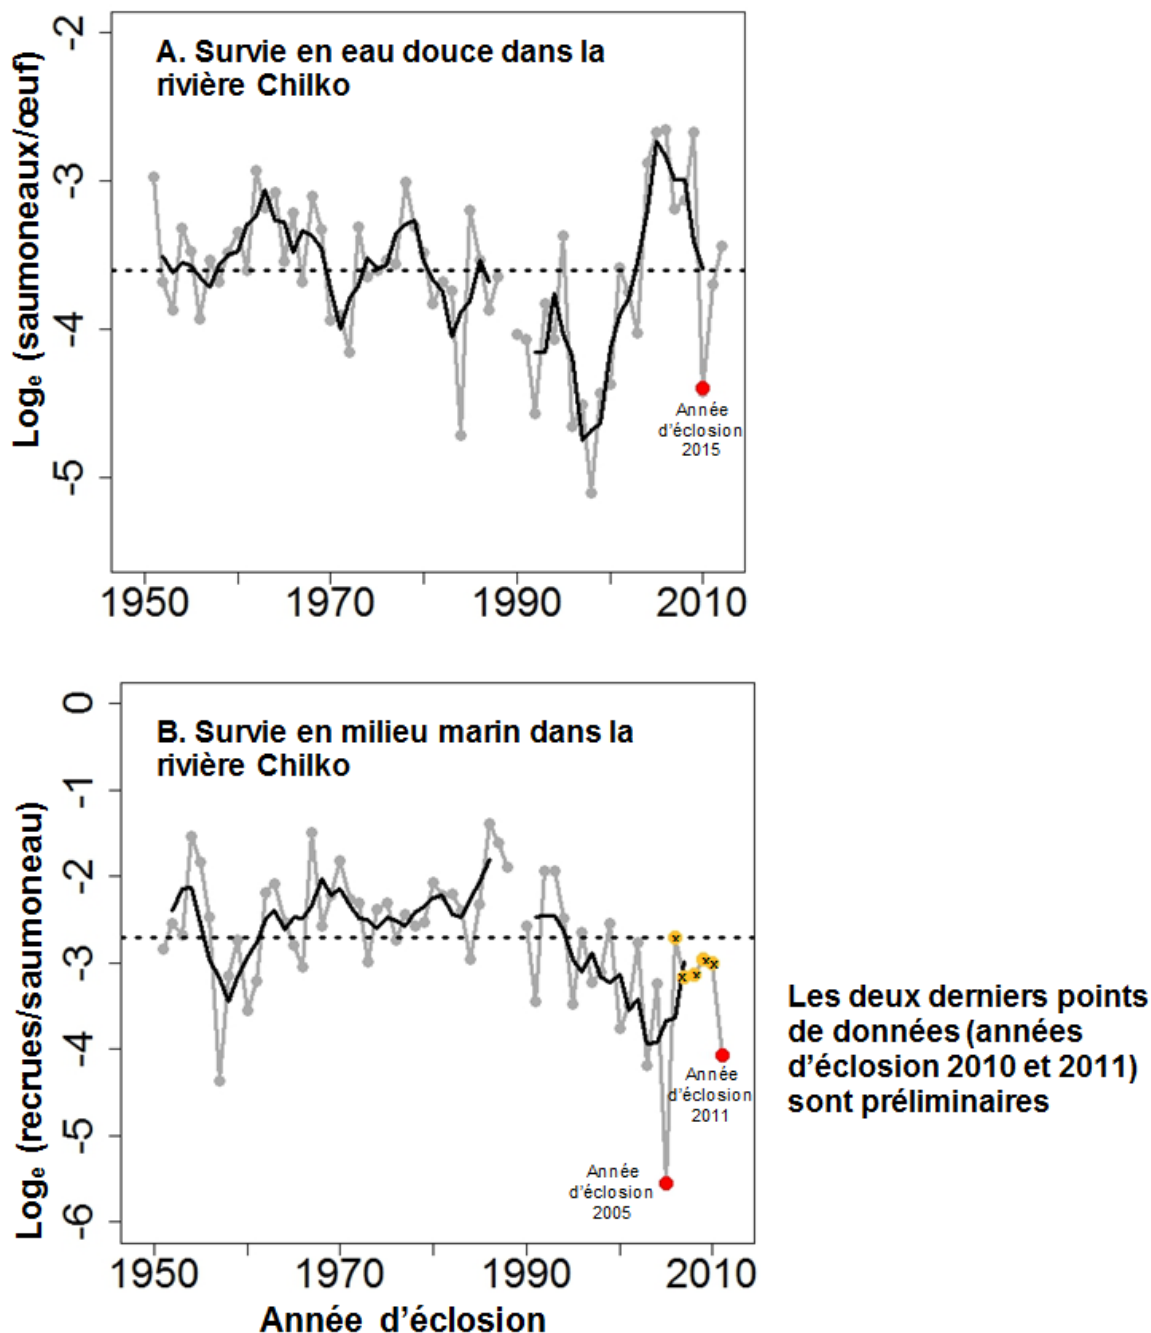 A. Survie en eau douce dans la
rivière Chilko
Logₑ (saumoneaux/œuf)
-2
-3
-4
-5
Année
d'éclosion
2015
1950
1970
1990
2010
B. Survie en milieu marin dans la
rivière Chilko
Logₑ (recrues/saumoneau)
0
-1
-2
-3
-4
-5
-6
Année
d'éclosion
2011
Année
d'éclosion
2005
1950
1970
1990
2010
Année d'éclosion
Les deux derniers points
de données (années
d'éclosion 2010 et 2011)
sont préliminaires